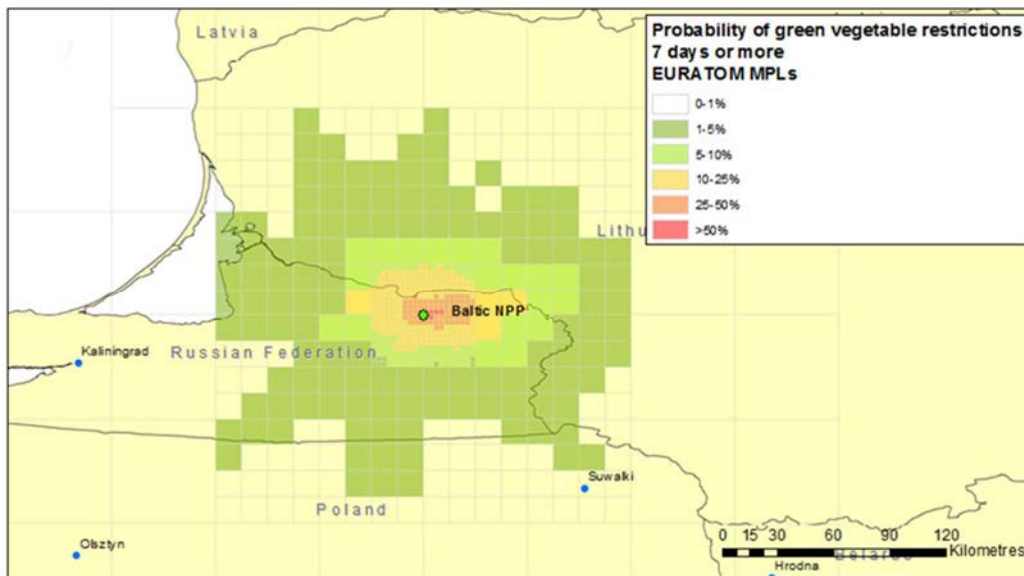 Latvia
Probability of green vegetable restrictions
7 days or more
EURATOM MPLs
0-1%
1-5%
5-10%
10-25%
25-50%
>50%
Lithu
Baltic NPP
Kaliningrad
Russian Federation
Suwalki
Poland
Olsztyn
0 15 30 60 90 120
Kilometres
Belarus
Hrodna